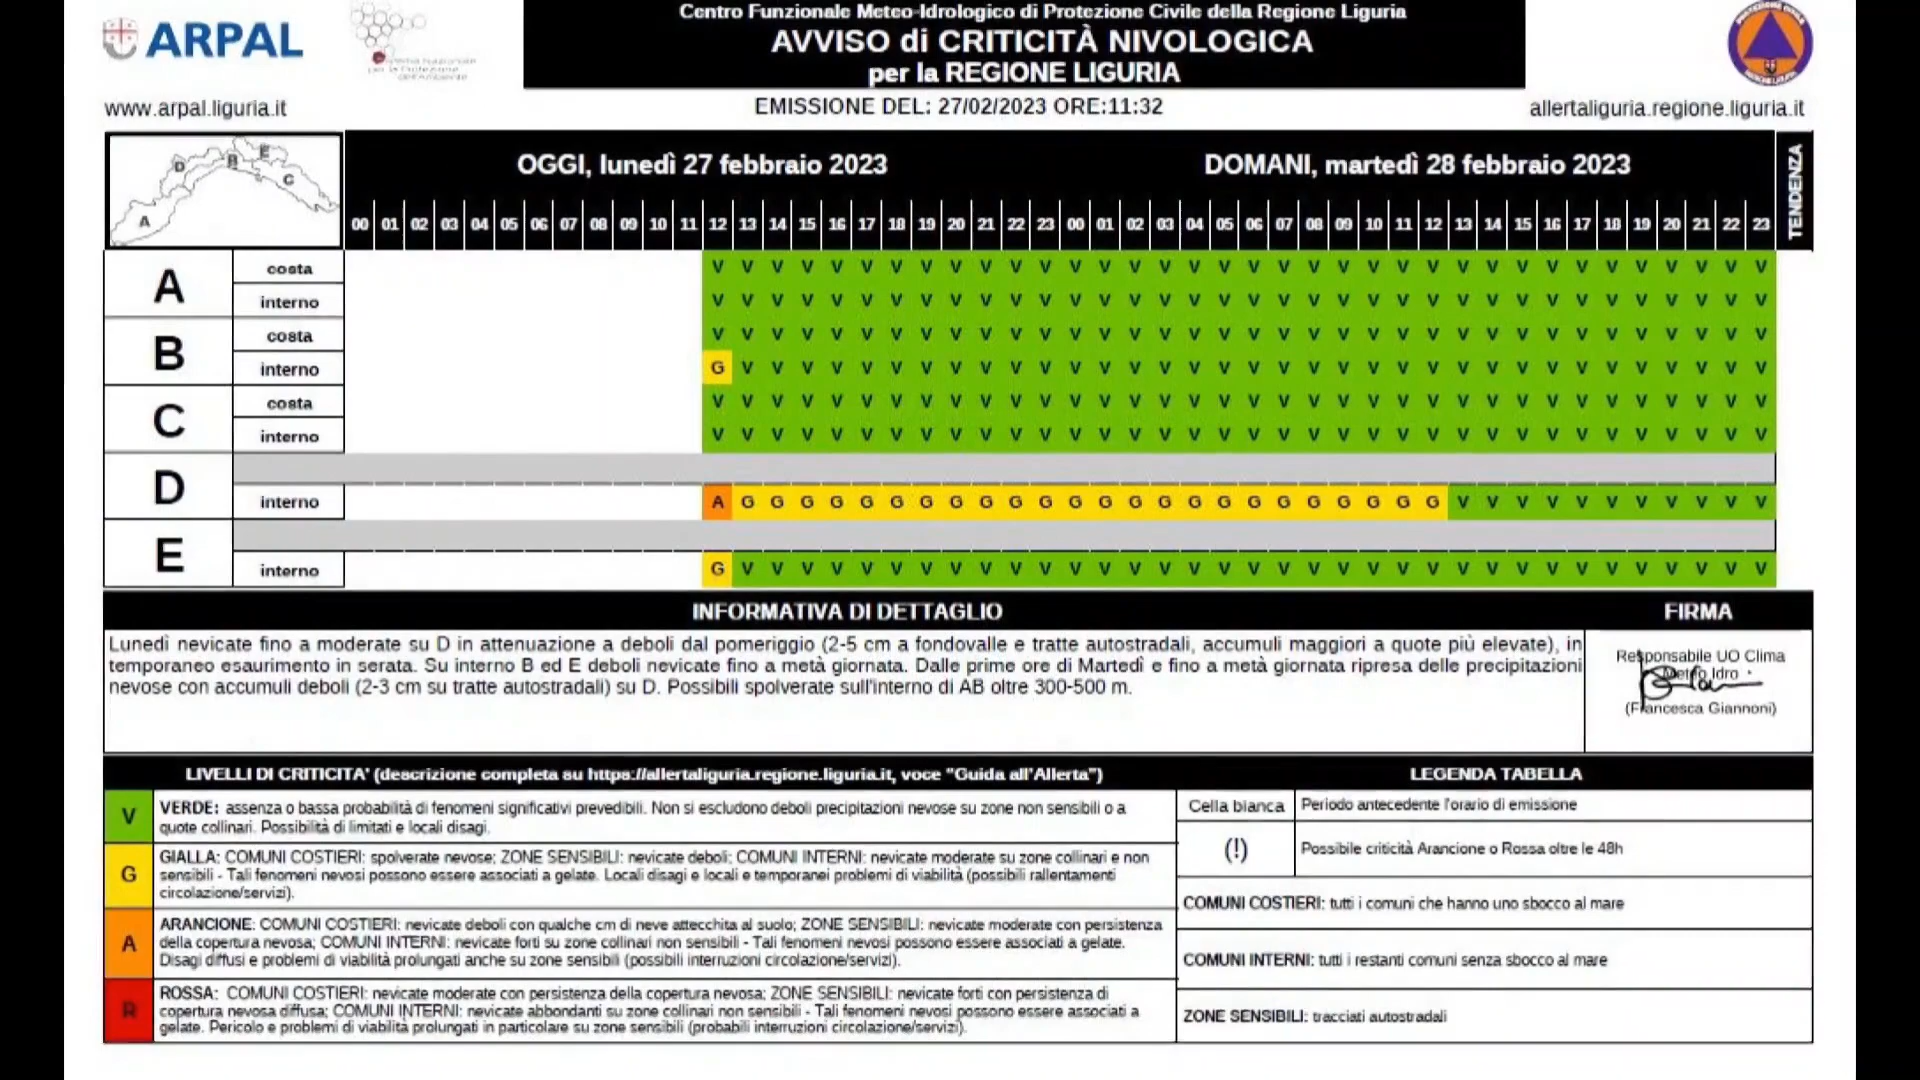 ARPAL
Centro Funzionale Meteo-Idrologico di Protezione Civile della Regione Liguria
AVVISO di CRITICITÀ NIVOLOGICA
per la REGIONE LIGURIA
www.arpal.liguria.it
EMISSIONE DEL: 27/02/2023 ORE:11:32
allertaliguria.regione.liguria.it
A B C D E
OGGI, lunedì 27 febbraio 2023
DOMANI, martedì 28 febbraio 2023
TENDENZA
00 01 02 03 04 05 06 07 08 09 10 11 12 13 14 15 16 17 18 19 20 21 22 23 00 01 02 03 04 05 06 07 08 09 10 11 12 13 14 15 16 17 18 19 20 21 22 23
A
costa V V V V V V V V V V V V V V V V V V V V V V V V V V V V V V V V V V V V
interno V V V V V V V V V V V V V V V V V V V V V V V V V V V V V V V V V V V V
B
costa V V V V V V V V V V V V V V V V V V V V V V V V V V V V V V V V V V V V
interno G V V V V V V V V V V V V V V V V V V V V V V V V V V V V V V V V V V V
C
costa V V V V V V V V V V V V V V V V V V V V V V V V V V V V V V V V V V V V
interno V V V V V V V V V V V V V V V V V V V V V V V V V V V V V V V V V V V V
D
interno A G G G G G G G G G G G G G G G G G G G G G G G G V V V V V V V V V V V
E
interno G V V V V V V V V V V V V V V V V V V V V V V V V V V V V V V V V V V V
INFORMATIVA DI DETTAGLIO
Lunedì nevicate fino a moderate su D in attenuazione a deboli dal pomeriggio (2-5 cm a fondovalle e tratte autostradali, accumuli maggiori a quote più elevate), in
temporaneo esaurimento in serata. Su interno B ed E deboli nevicate fino a metà giornata. Dalle prime ore di Martedì e fino a metà giornata ripresa delle precipitazioni
nevose con accumuli deboli (2-3 cm su tratte autostradali) su D. Possibili spolverate sull'interno di AB oltre 300-500 m.
FIRMA
Responsabile UO Clima
Meteo Idro
(Francesca Giannoni)
LIVELLI DI CRITICITA' (descrizione completa su https://allertaliguria.regione.liguria.it, voce "Guida all'Allerta")
V
VERDE: assenza o bassa probabilità di fenomeni significativi prevedibili. Non si escludono deboli precipitazioni nevose su zone non sensibili o a
quote collinari. Possibilità di limitati e locali disagi.
G
GIALLA: COMUNI COSTIERI: spolverate nevose; ZONE SENSIBILI: nevicate deboli; COMUNI INTERNI: nevicate moderate su zone collinari e non
sensibili - Tali fenomeni nevosi possono essere associati a gelate. Locali disagi e locali e temporanei problemi di viabilità (possibili rallentamenti
circolazione/servizi).
A
ARANCIONE: COMUNI COSTIERI: nevicate deboli con qualche cm di neve attecchita al suolo; ZONE SENSIBILI: nevicate moderate con persistenza
della copertura nevosa; COMUNI INTERNI: nevicate forti su zone collinari non sensibili - Tali fenomeni nevosi possono essere associati a gelate.
Disagi diffusi e problemi di viabilità prolungati anche su zone sensibili (possibili interruzioni circolazione/servizi).
R
ROSSA: COMUNI COSTIERI: nevicate moderate con persistenza della copertura nevosa; ZONE SENSIBILI: nevicate forti con persistenza di
copertura nevosa diffusa; COMUNI INTERNI: nevicate abbondanti su zone collinari non sensibili - Tali fenomeni nevosi possono essere associati a
gelate. Pericolo e problemi di viabilità prolungati in particolare su zone sensibili (probabili interruzioni circolazione/servizi).
LEGENDA TABELLA
Cella bianca
Periodo antecedente l'orario di emissione
(!)
Possibile criticità Arancione o Rossa oltre le 48h
COMUNI COSTIERI: tutti i comuni che hanno uno sbocco al mare
COMUNI INTERNI: tutti i restanti comuni senza sbocco al mare
ZONE SENSIBILI: tracciati autostradali